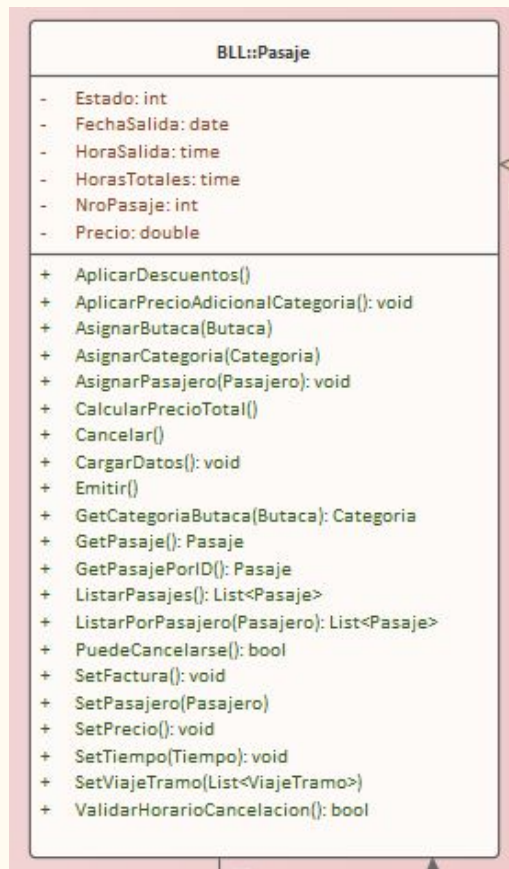 BLL::Pasaje
- Estado: int
- FechaSalida: date
- HoraSalida: time
- HorasTotales: time
- NroPasaje: int
- Precio: double
+ AplicarDescuentos()
+ AplicarPrecioAdicionalCategoria(): void
+ AsignarButaca(Butaca)
+ AsignarCategoria(Categoria)
+ AsignarPasajero(Pasajero): void
+ CalcularPrecioTotal()
+ Cancelar()
+ CargarDatos(): void
+ Emitir()
+ GetCategoriaButaca(Butaca): Categoria
+ GetPasaje(): Pasaje
+ GetPasajePorID(): Pasaje
+ ListarPasajes(): List<Pasaje>
+ ListarPorPasajero(Pasajero): List<Pasaje>
+ PuedeCancelarse(): bool
+ SetFactura(): void
+ SetPasajero(Pasajero)
+ SetPrecio(): void
+ SetTiempo(Tiempo): void
+ SetViajeTramo(List<ViajeTramo>)
+ ValidarHorarioCancelacion(): bool